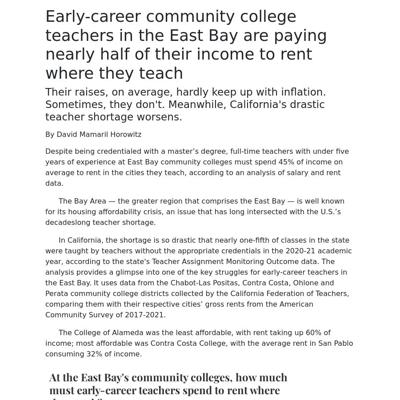 Early-career community college
teachers in the East Bay are paying
nearly half of their income to rent
where they teach
Their raises, on average, hardly keep up with inflation.
Sometimes, they don't. Meanwhile, California's drastic
teacher shortage worsens.
By David Mamaril Horowitz
Despite being credentialed with a master's degree, full-time teachers with under five
years of experience at East Bay community colleges must spend 45% of income on
average to rent in the cities they teach, according to an analysis of salary and rent
data.
The Bay Area — the greater region that comprises the East Bay — is well known
for its housing affordability crisis, an issue that has long intersected with the U.S.'s
decadeslong teacher shortage.
In California, the shortage is so drastic that nearly one-fifth of classes in the state
were taught by teachers without the appropriate credentials in the 2020-21 academic
year, according to the state's Teacher Assignment Monitoring Outcome data. The
analysis provides a glimpse into one of the key struggles for early-career teachers in
the East Bay. It uses data from the Chabot-Las Positas, Contra Costa, Ohlone and
Perata community college districts collected by the California Federation of Teachers,
comparing them with their respective cities' gross rents from the American
Community Survey of 2017-2021.
The College of Alameda was the least affordable, with rent taking up 60% of
income; most affordable was Contra Costa College, with the average rent in San Pablo
consuming 32% of income.
At the East Bay's community colleges, how much
must early-career teachers spend to rent where